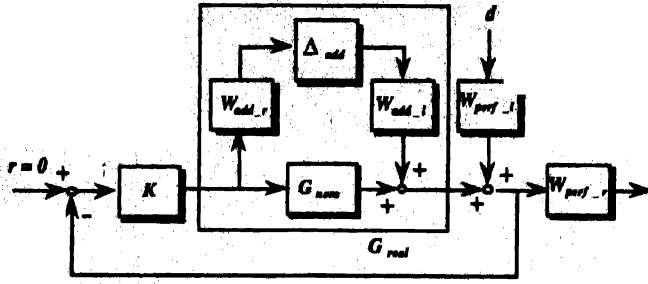 d
Δ add
W add_r
W add_l
W perf_l
r = 0
+
K
G nom
+
+
+
+
W perf_r
-
G real